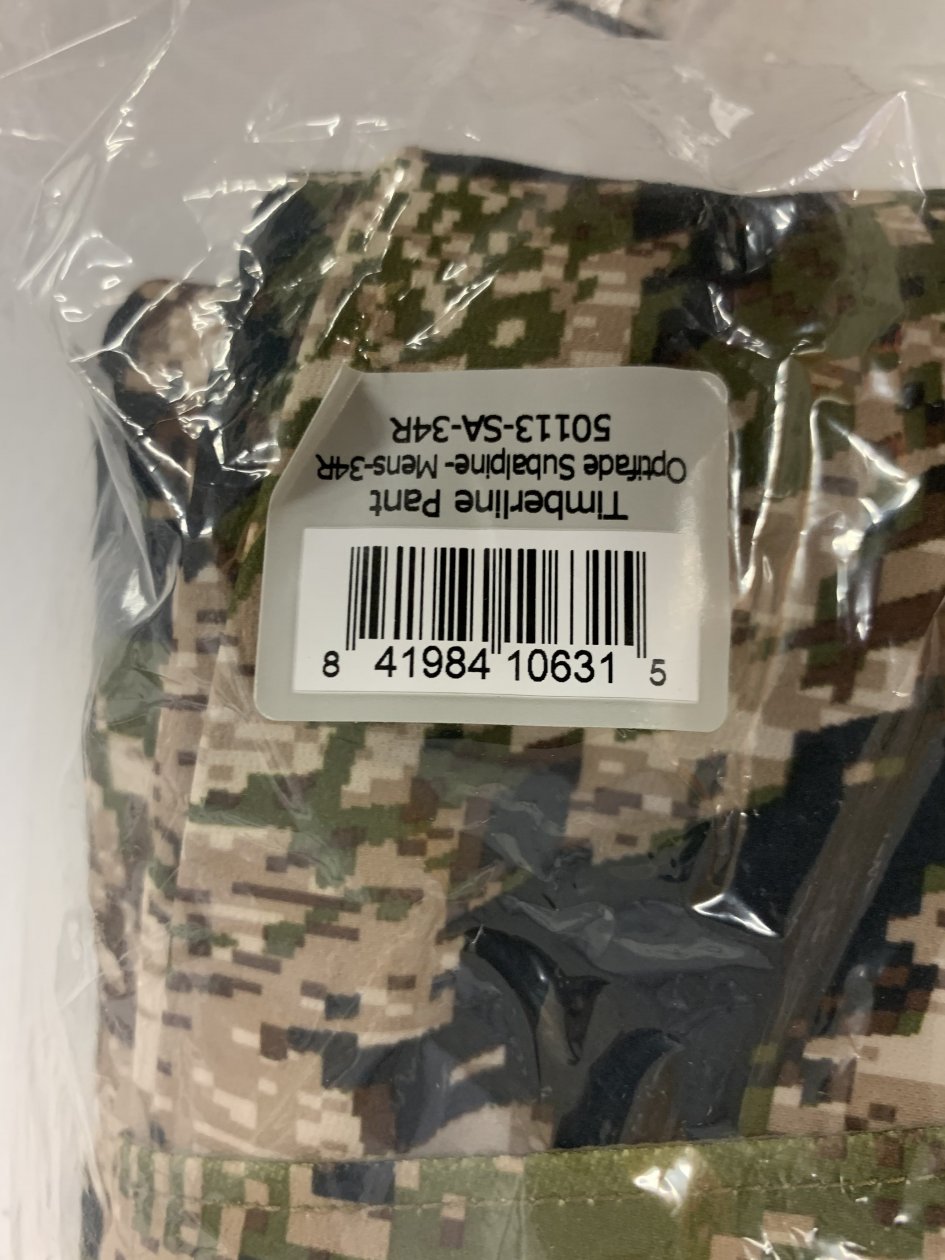 50113-SA-34R
Optifade Subalpine- Mens-34R
Timberline Pant
8 41984 10631 5